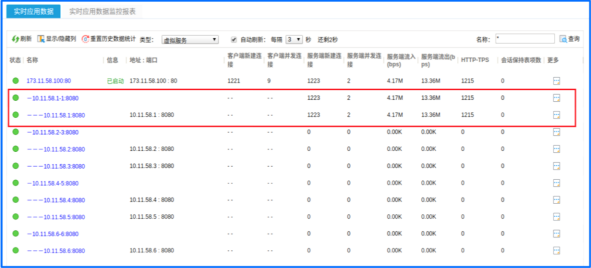 实时应用数据 实时应用数据监控报表
刷新 显示/隐藏列 重置历史数据统计 类型: 虚拟服务 自动刷新: 每隔 3 秒 还剩2秒 名称: 查询
状态 名称 信息 地址 : 端口 客户端新建连接 客户端并发连接 服务端新建连接 服务端并发连接 服务端流入(bps) 服务端流出(bps) HTTP-TPS 会话保持表项数 更多
173.11.58.100:80 已启动 173.11.58.100 : 80 1221 9 1223 2 4.17M 13.36M 1215 0
－10.11.58.1-1:8080 - - - - 1223 2 4.17M 13.36M 1215 0
－－－10.11.58.1:8080 10.11.58.1 : 8080 - - - - 1223 2 4.17M 13.36M 1215 0
－10.11.58.2-3:8080 - - - - 0 0 0.00K 0.00K 0 0
－－－10.11.58.2:8080 10.11.58.2 : 8080 - - - - 0 0 0.00K 0.00K 0 0
－－－10.11.58.3:8080 10.11.58.3 : 8080 - - - - 0 0 0.00K 0.00K 0 0
－10.11.58.4-5:8080 - - - - 0 0 0.00K 0.00K 0 0
－－－10.11.58.4:8080 10.11.58.4 : 8080 - - - - 0 0 0.00K 0.00K 0 0
－－－10.11.58.5:8080 10.11.58.5 : 8080 - - - - 0 0 0.00K 0.00K 0 0
－10.11.58.6-6:8080 - - - - 0 0 0.00K 0.00K 0 0
－－－10.11.58.6:8080 10.11.58.6 : 8080 - - - - 0 0 0.00K 0.00K 0 0